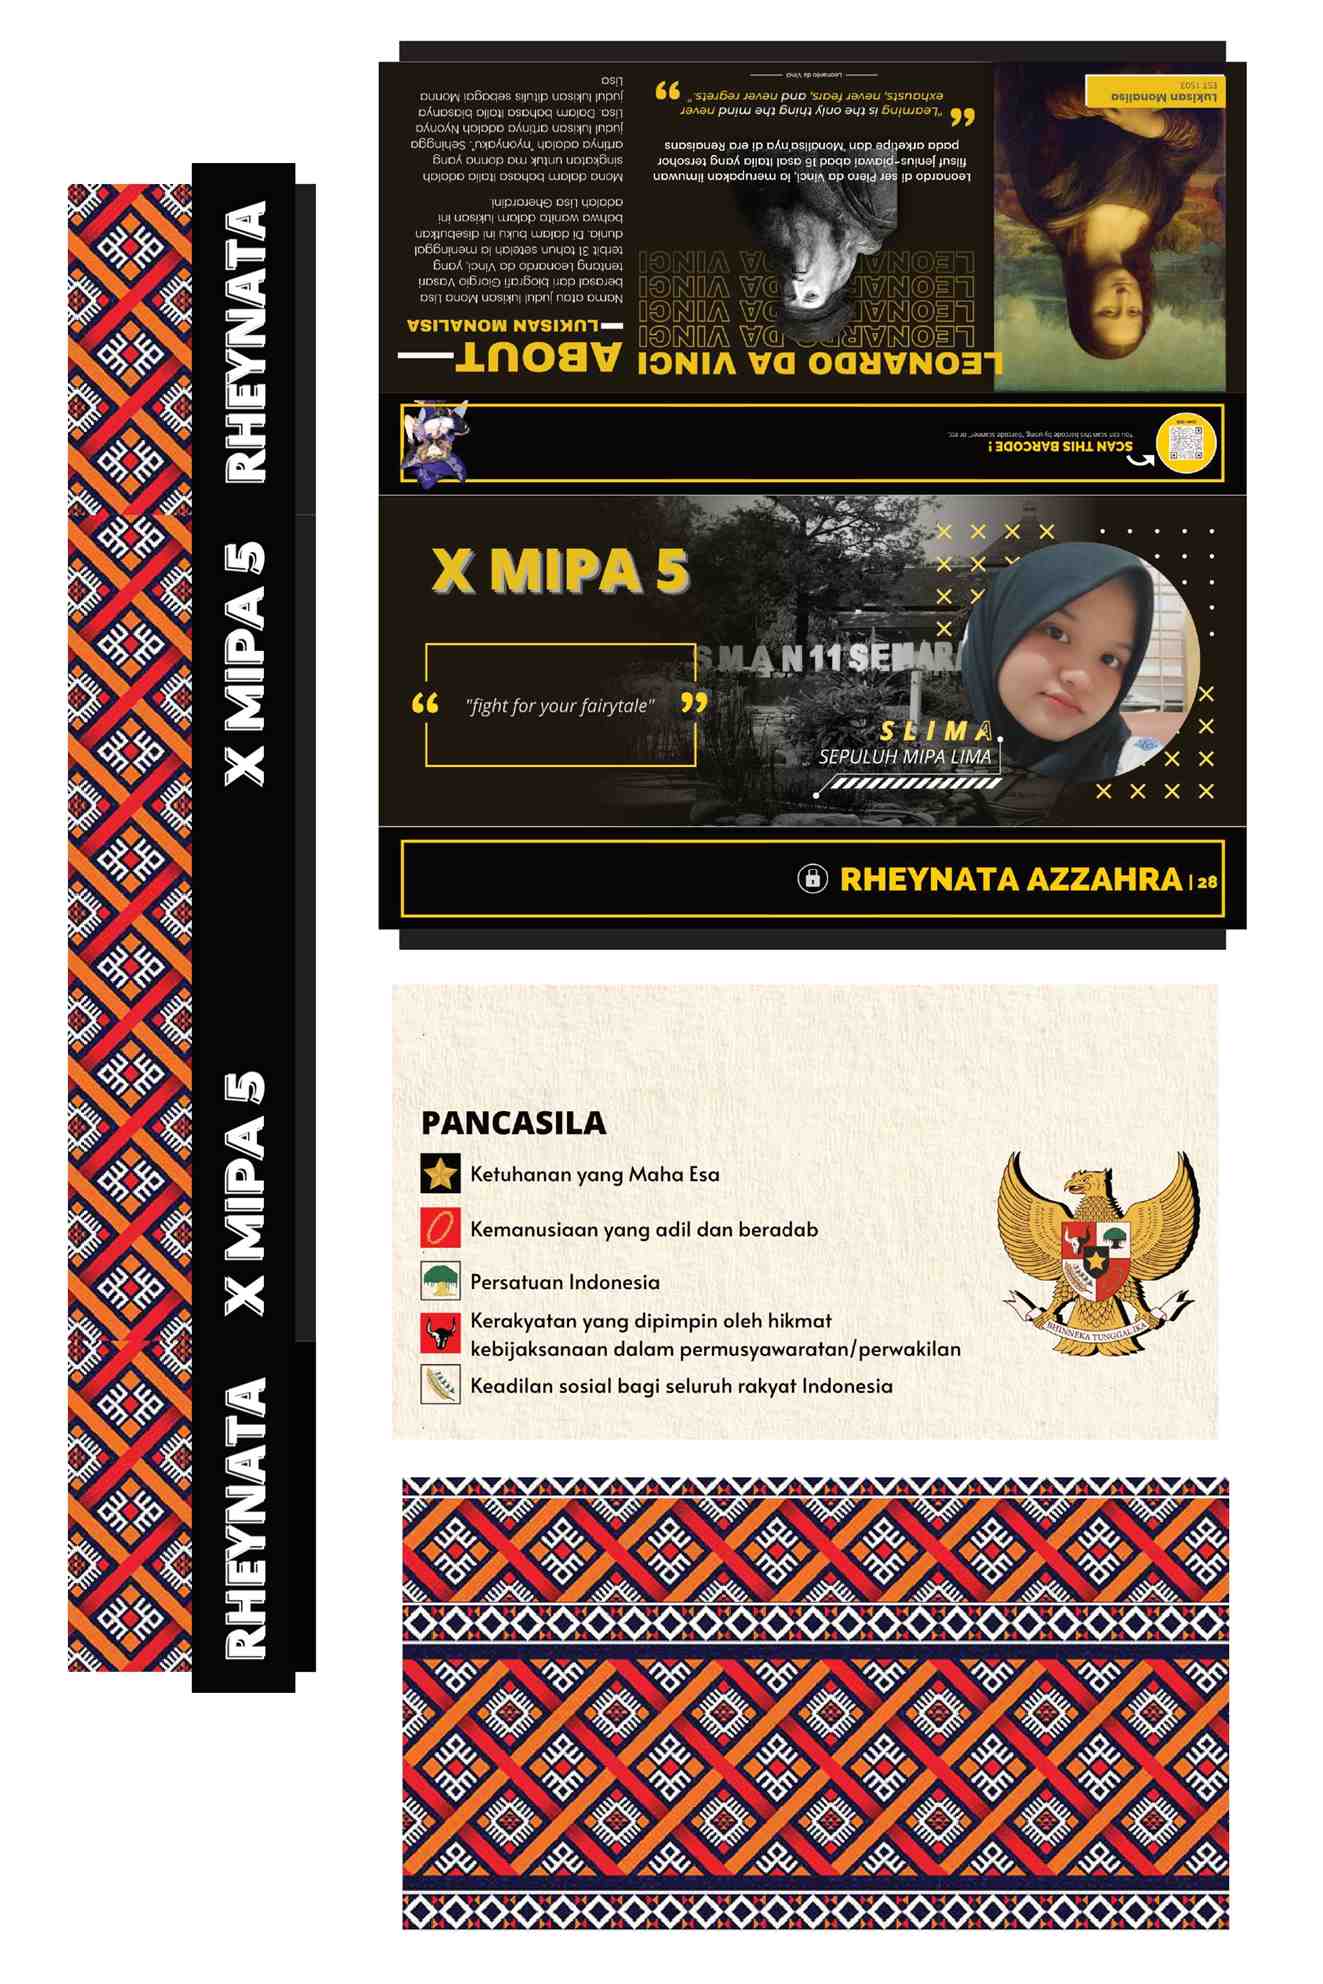 RHEYNATA
X MIPA 5
X MIPA 5
RHEYNATA
LEONARDO DA VINCI
LEONARDO DA VINCI
LEONARDO DA VINCI
LEONARDO DA VINCI
LEONARDO DA VINCI
Leonardo di ser Piero da vinci, ia merupakan ilmuwan
filsuf jenius-piawai abad 16 asal Italia yang tersohor
pada arketipe dan "Monalisa"nya di era Renaisans
"Learning is the only thing the mind never
exhausts, never fears, and never regrets."
Leonardo da Vinci
Lukisan Monalisa
EST 1503
ABOUT
LUKISAN MONALISA
Nama atau judul lukisan Mona Lisa
berasal dari biografi Giorgio Vasari
tentang Leonardo da Vinci, yang
terbit 31 tahun setelah ia meninggal
dunia. Di dalam buku ini disebutkan
bahwa wanita dalam lukisan ini
adalah Lisa Gherardini.
Mona dalam bahasa Italia adalah
singkatan untuk ma donna yang
artinya adalah "nyonyaku". Sehingga
judul lukisan artinya adalah Nyonya
Lisa. Dalam bahasa Italia biasanya
judul lukisan ditulis sebagai Monna
Lisa
SCAN THIS BARCODE !
You can scan this barcode by using, "barcode scanner" or etc.
X MIPA 5
"fight for your fairytale"
SMAN 11 SEMARA
SLIMA
SEPULUH MIPA LIMA
RHEYNATA AZZAHRA | 28
PANCASILA
Ketuhanan yang Maha Esa
Kemanusiaan yang adil dan beradab
Persatuan Indonesia
Kerakyatan yang dipimpin oleh hikmat
kebijaksanaan dalam permusyawaratan/perwakilan
Keadilan sosial bagi seluruh rakyat Indonesia
BHINNEKA TUNGGAL IKA